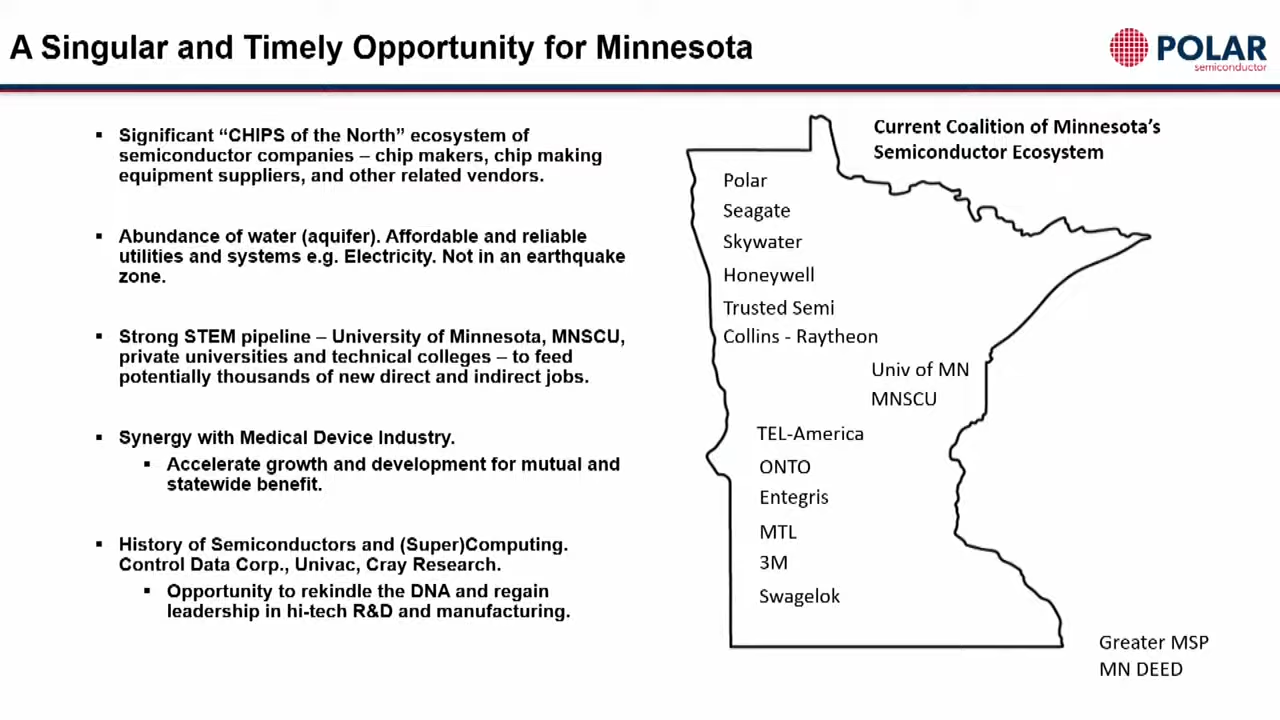 A Singular and Timely Opportunity for Minnesota
POLAR
semiconductor
▪ Significant “CHIPS of the North” ecosystem of
semiconductor companies – chip makers, chip making
equipment suppliers, and other related vendors.
▪ Abundance of water (aquifer). Affordable and reliable
utilities and systems e.g. Electricity. Not in an earthquake
zone.
▪ Strong STEM pipeline – University of Minnesota, MNSCU,
private universities and technical colleges – to feed
potentially thousands of new direct and indirect jobs.
▪ Synergy with Medical Device Industry.
▪ Accelerate growth and development for mutual and
statewide benefit.
▪ History of Semiconductors and (Super)Computing.
Control Data Corp., Univac, Cray Research.
▪ Opportunity to rekindle the DNA and regain
leadership in hi-tech R&D and manufacturing.
Current Coalition of Minnesota’s
Semiconductor Ecosystem
Polar
Seagate
Skywater
Honeywell
Trusted Semi
Collins - Raytheon
Univ of MN
MNSCU
TEL-America
ONTO
Entegris
MTL
3M
Swagelok
Greater MSP
MN DEED